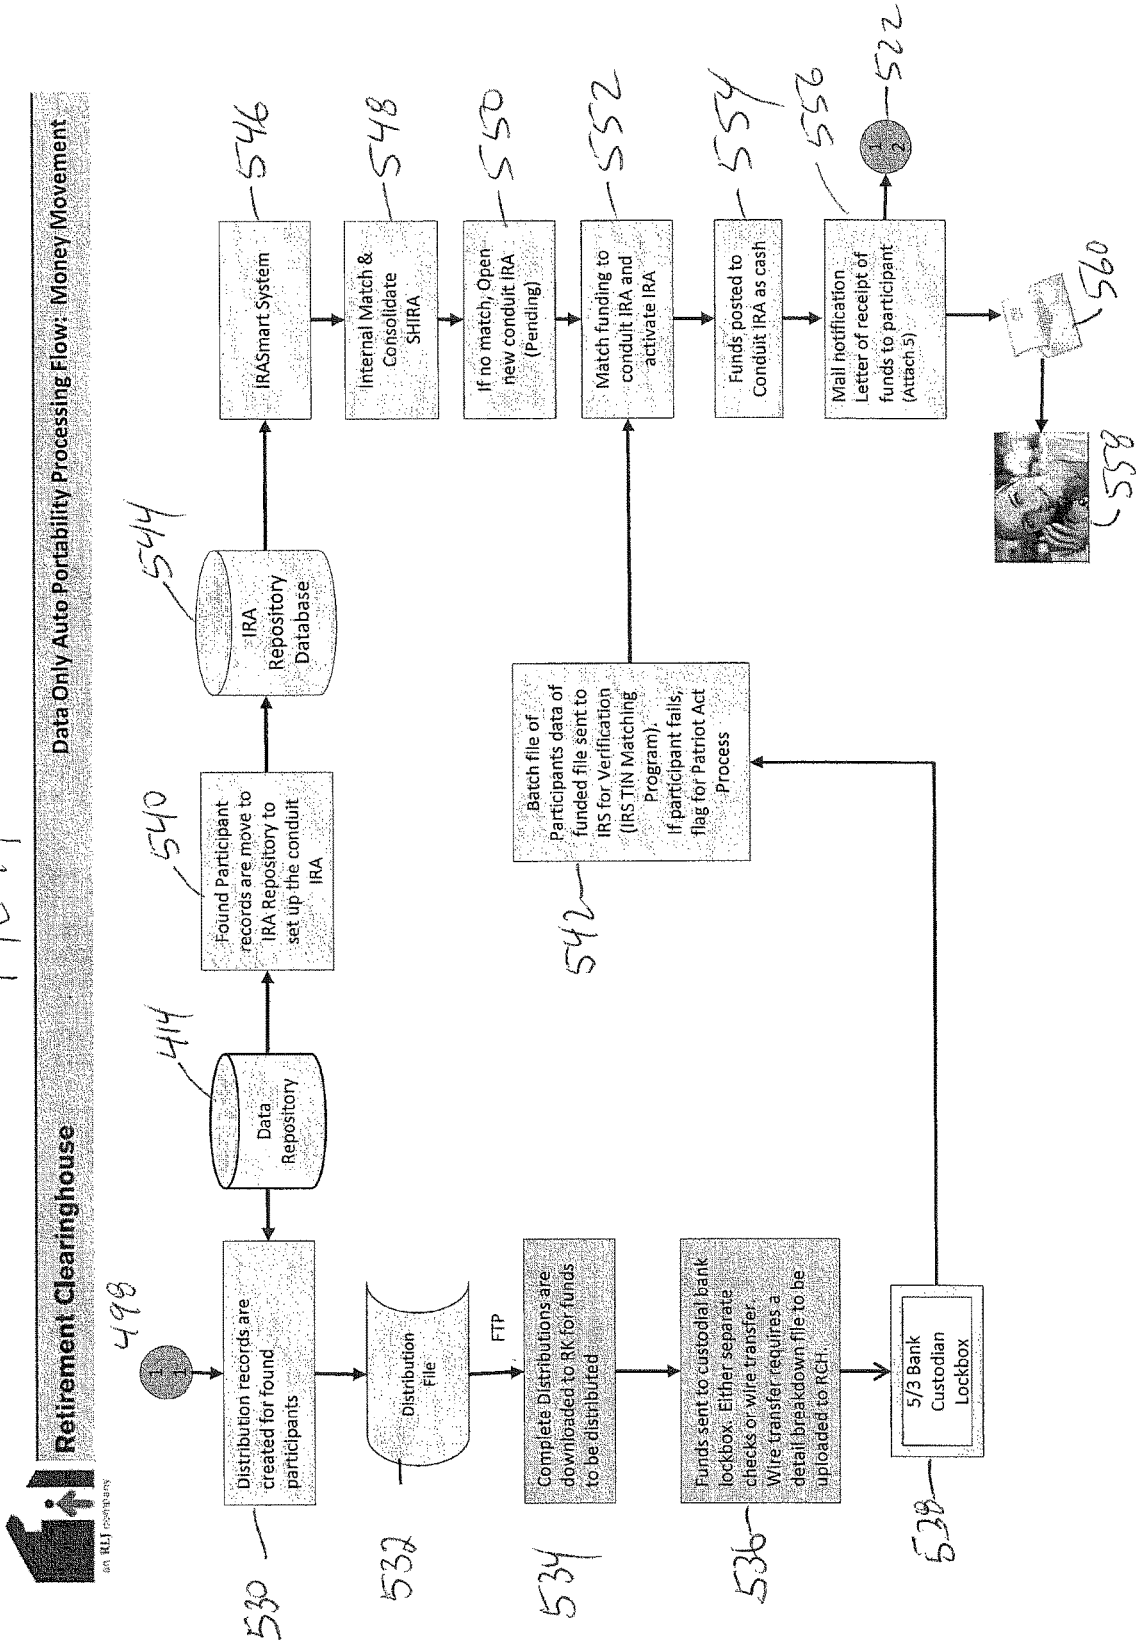 Retirement Clearinghouse
an RLJ company
Data Only Auto Portability Processing Flow: Money Movement
498
1
1
Distribution records are
created for found
participants
530
Distribution
File
532
FTP
Complete Distributions are
downloaded to RK for funds
to be distributed
534
Funds sent to custodial bank
lockbox. Either separate
checks or wire transfer.
Wire transfer requires a
detail breakdown file to be
uploaded to RCH.
536
5/3 Bank
Custodian
Lockbox
538
414
Data
Repository
540
Found Participant
records are move to
IRA Repository to
set up the conduit
IRA
542
Batch file of
Participants data of
funded file sent to
IRS for Verification
(IRS TIN Matching
Program).
If participant fails,
flag for Patriot Act
Process
544
IRA
Repository
Database
IRASmart System
546
Internal Match &
Consolidate
SHIRA
548
If no match, Open
new conduit IRA
(Pending)
550
Match funding to
conduit IRA and
activate IRA
552
Funds posted to
Conduit IRA as cash
554
Mail notification
Letter of receipt of
funds to participant
(Attach 5)
556
1
2
522
560
558